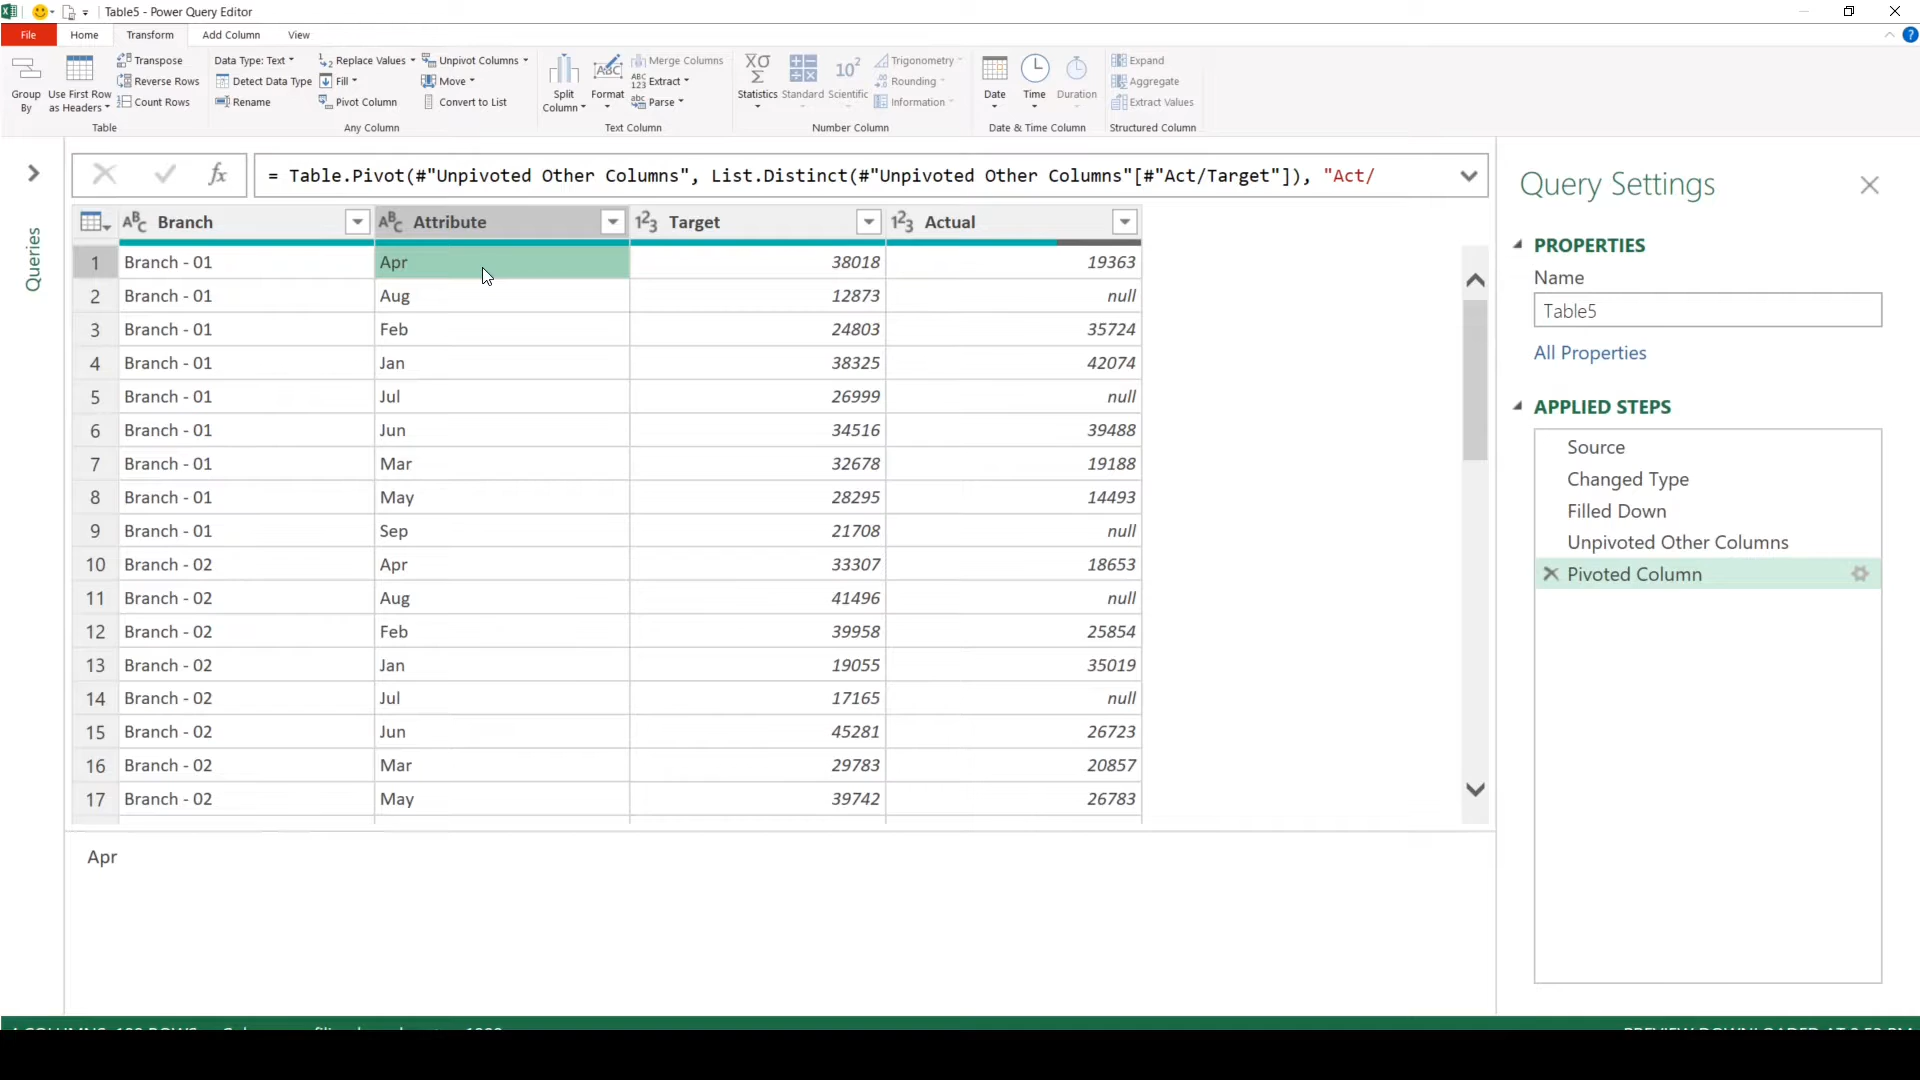 Table5 - Power Query Editor
File Home Transform Add Column View
Group By
Use First Row as Headers
Transpose
Reverse Rows
Count Rows
Table
Data Type: Text
Detect Data Type
Rename
Replace Values
Fill
Pivot Column
Unpivot Columns
Move
Convert to List
Any Column
Split Column
Format
Merge Columns
Extract
Parse
Text Column
Statistics
Standard
Scientific
Trigonometry
Rounding
Information
Number Column
Date
Time
Duration
Date & Time Column
Expand
Aggregate
Extract Values
Structured Column
Queries
fx = Table.Pivot(#"Unpivoted Other Columns", List.Distinct(#"Unpivoted Other Columns"[#"Act/Target"]), "Act/
Branch Attribute Target Actual
1 Branch - 01 Apr 38018 19363
2 Branch - 01 Aug 12873 null
3 Branch - 01 Feb 24803 35724
4 Branch - 01 Jan 38325 42074
5 Branch - 01 Jul 26999 null
6 Branch - 01 Jun 34516 39488
7 Branch - 01 Mar 32678 19188
8 Branch - 01 May 28295 14493
9 Branch - 01 Sep 21708 null
10 Branch - 02 Apr 33307 18653
11 Branch - 02 Aug 41496 null
12 Branch - 02 Feb 39958 25854
13 Branch - 02 Jan 19055 35019
14 Branch - 02 Jul 17165 null
15 Branch - 02 Jun 45281 26723
16 Branch - 02 Mar 29783 20857
17 Branch - 02 May 39742 26783
Apr
Query Settings
PROPERTIES
Name
Table5
All Properties
APPLIED STEPS
Source
Changed Type
Filled Down
Unpivoted Other Columns
Pivoted Column